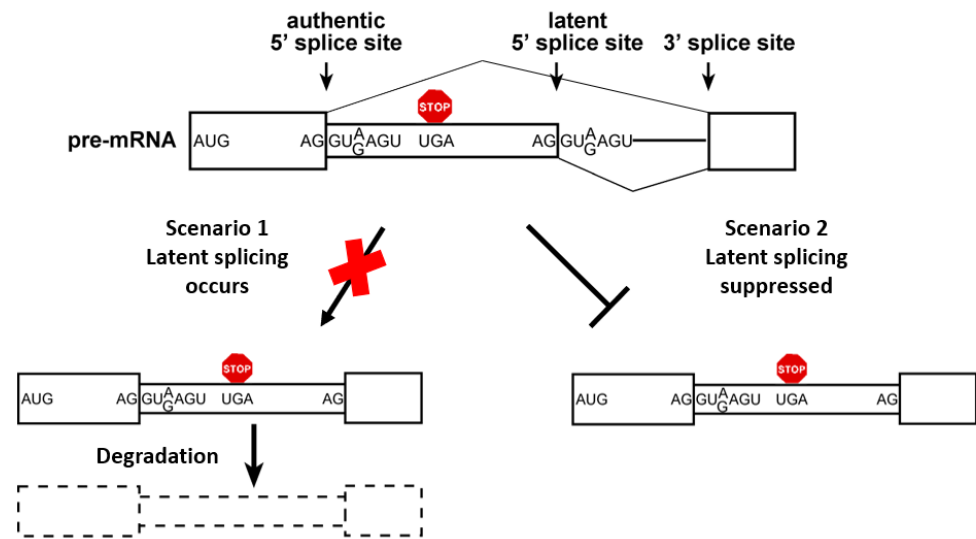 authentic
5' splice site
latent
5' splice site
3' splice site
STOP
pre-mRNA
AUG AG GU A/G AGU UGA AG GU A/G AGU
Scenario 1
Latent splicing
occurs
Scenario 2
Latent splicing
suppressed
STOP
AUG AG GU A/G AGU UGA AG
STOP
AUG AG GU A/G AGU UGA AG
Degradation